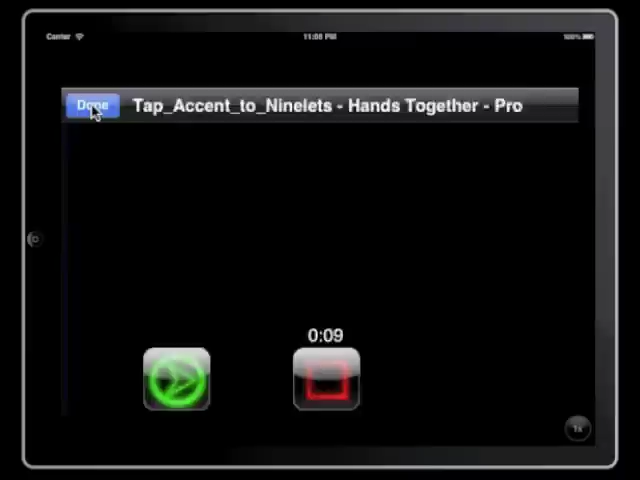 Carrier
11:08 PM
100%
Done
Tap_Accent_to_Ninelets - Hands Together - Pro
0:09
1x